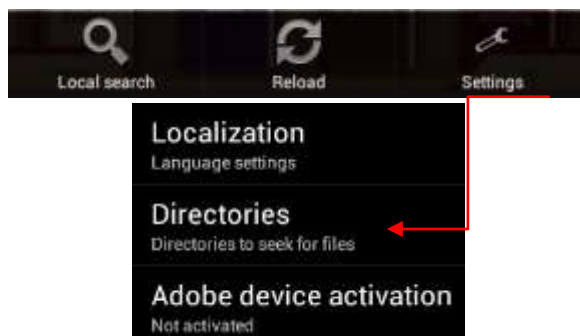 Local search Reload Settings
Localization
Language settings
Directories
Directories to seek for files
Adobe device activation
Not activated